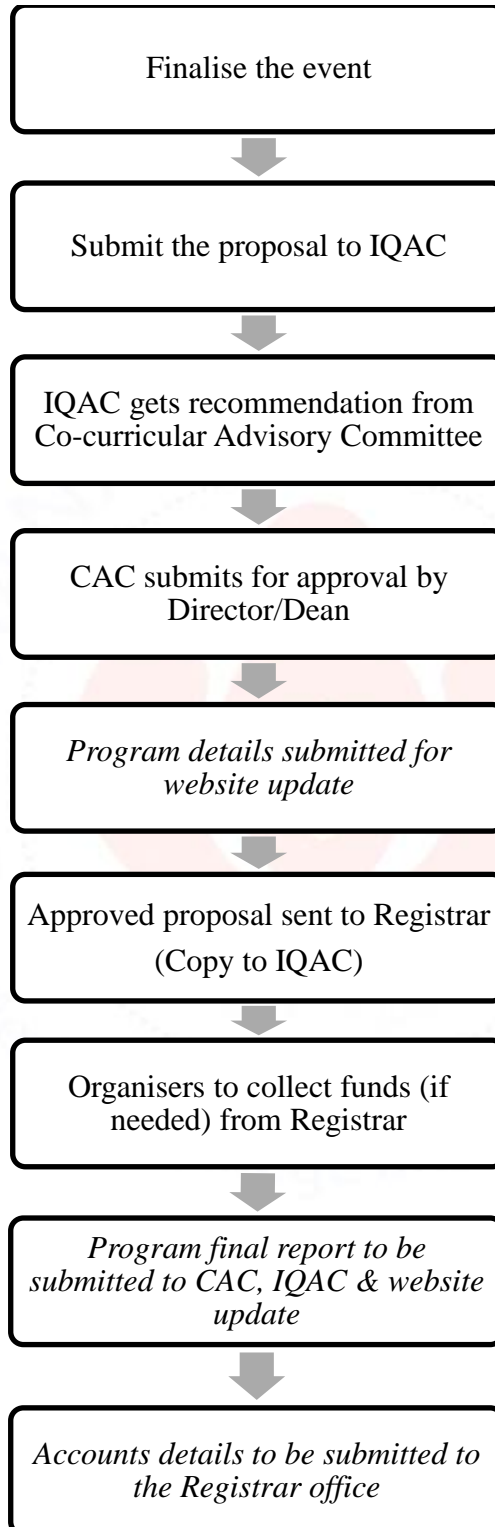 Finalise the event
Submit the proposal to IQAC
IQAC gets recommendation from
Co-curricular Advisory Committee
CAC submits for approval by
Director/Dean
Program details submitted for
website update
Approved proposal sent to Registrar
(Copy to IQAC)
Organisers to collect funds (if
needed) from Registrar
Program final report to be
submitted to CAC, IQAC & website
update
Accounts details to be submitted to
the Registrar office